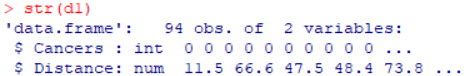 > str(d1)
'data.frame':   94 obs. of  2 variables:
 $ Cancers : int  0 0 0 0 0 0 0 0 0 0 ...
 $ Distance: num  11.5 66.6 47.5 48.4 73.8 ...